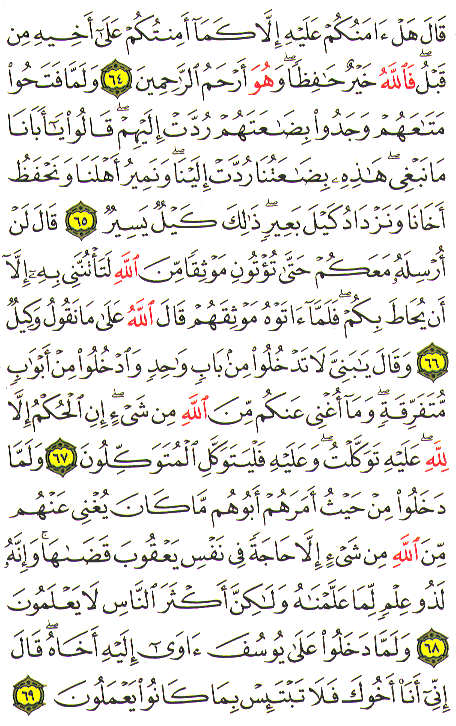 قَالَ هَلْ ءَامَنُكُمْ عَلَيْهِ إِلَّا كَمَآ أَمِنتُكُمْ عَلَىٰٓ أَخِيهِ مِن
قَبْلُ ۖ فَٱللَّهُ خَيْرٌ حَـٰفِظًا ۖ وَهُوَ أَرْحَمُ ٱلرَّٰحِمِينَ ٦٤ وَلَمَّا فَتَحُوا۟
مَتَـٰعَهُمْ وَجَدُوا۟ بِضَـٰعَتَهُمْ رُدَّتْ إِلَيْهِمْ ۖ قَالُوا۟ يَـٰٓأَبَانَا
مَا نَبْغِى ۖ هَـٰذِهِۦ بِضَـٰعَتُنَا رُدَّتْ إِلَيْنَا ۖ وَنَمِيرُ أَهْلَنَا وَنَحْفَظُ
أَخَانَا وَنَزْدَادُ كَيْلَ بَعِيرٍ ۖ ذَٰلِكَ كَيْلٌ يَسِيرٌ ٦٥ قَالَ لَنْ
أُرْسِلَهُۥ مَعَكُمْ حَتَّىٰ تُؤْتُونِ مَوْثِقًا مِّنَ ٱللَّهِ لَتَأْتُنَّنِى بِهِۦٓ إِلَّآ
أَن يُحَاطَ بِكُمْ ۖ فَلَمَّآ ءَاتَوْهُ مَوْثِقَهُمْ قَالَ ٱللَّهُ عَلَىٰ مَا نَقُولُ وَكِيلٌ
٦٦ وَقَالَ يَـٰبَنِىَّ لَا تَدْخُلُوا۟ مِنۢ بَابٍ وَٰحِدٍ وَٱدْخُلُوا۟ مِنْ أَبْوَٰبٍ
مُّتَفَرِّقَةٍ ۖ وَمَآ أُغْنِى عَنكُم مِّنَ ٱللَّهِ مِن شَىْءٍ ۖ إِنِ ٱلْحُكْمُ إِلَّا
لِلَّهِ ۖ عَلَيْهِ تَوَكَّلْتُ ۖ وَعَلَيْهِ فَلْيَتَوَكَّلِ ٱلْمُتَوَكِّلُونَ ٦٧ وَلَمَّا
دَخَلُوا۟ مِنْ حَيْثُ أَمَرَهُمْ أَبُوهُم مَّا كَانَ يُغْنِى عَنْهُم
مِّنَ ٱللَّهِ مِن شَىْءٍ إِلَّا حَاجَةً فِى نَفْسِ يَعْقُوبَ قَضَىٰهَا ۚ وَإِنَّهُۥ
لَذُو عِلْمٍ لِّمَا عَلَّمْنَـٰهُ وَلَـٰكِنَّ أَكْثَرَ ٱلنَّاسِ لَا يَعْلَمُونَ
٦٨ وَلَمَّا دَخَلُوا۟ عَلَىٰ يُوسُفَ ءَاوَىٰٓ إِلَيْهِ أَخَاهُ ۖ قَالَ
إِنِّىٓ أَنَا۠ أَخُوكَ فَلَا تَبْتَئِسْ بِمَا كَانُوا۟ يَعْمَلُونَ ٦٩